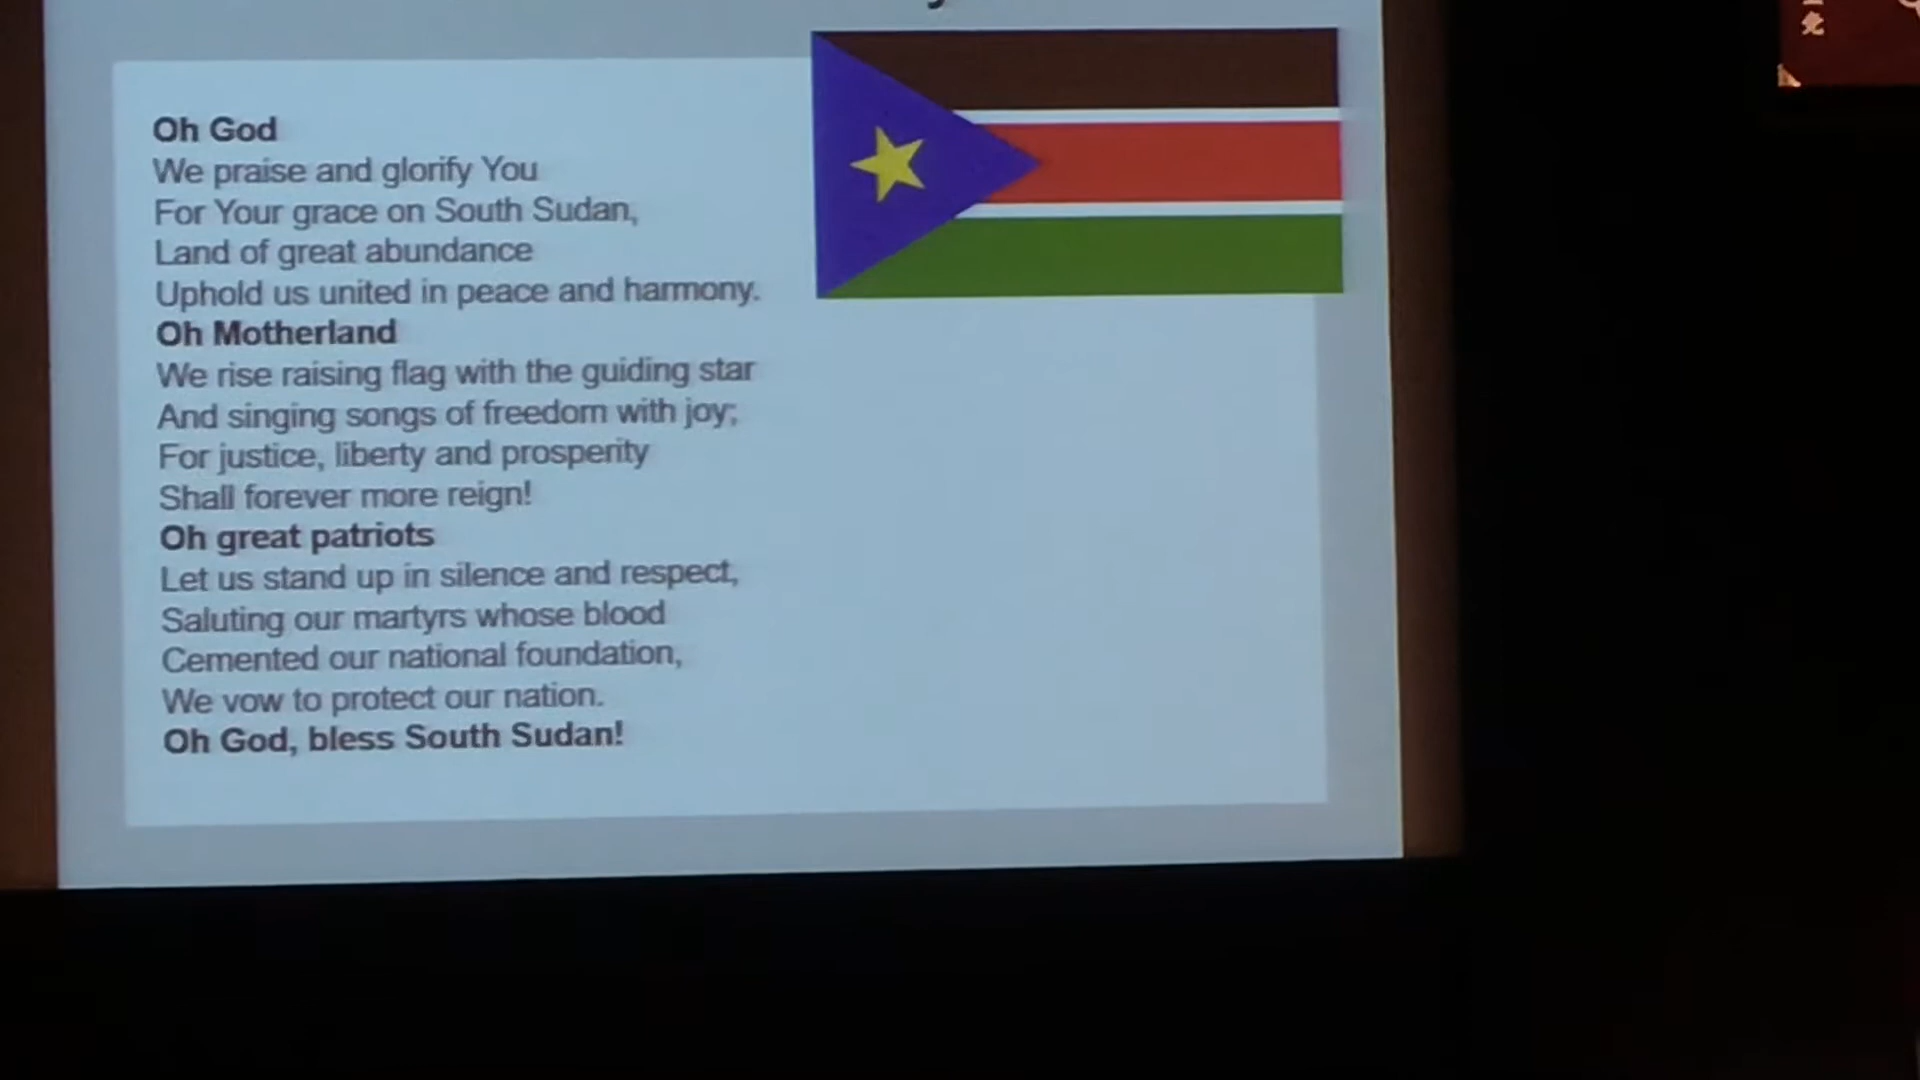 Oh God
We praise and glorify You
For Your grace on South Sudan,
Land of great abundance
Uphold us united in peace and harmony.
Oh Motherland
We rise raising flag with the guiding star
And singing songs of freedom with joy;
For justice, liberty and prosperity
Shall forever more reign!
Oh great patriots
Let us stand up in silence and respect,
Saluting our martyrs whose blood
Cemented our national foundation,
We vow to protect our nation.
Oh God, bless South Sudan!